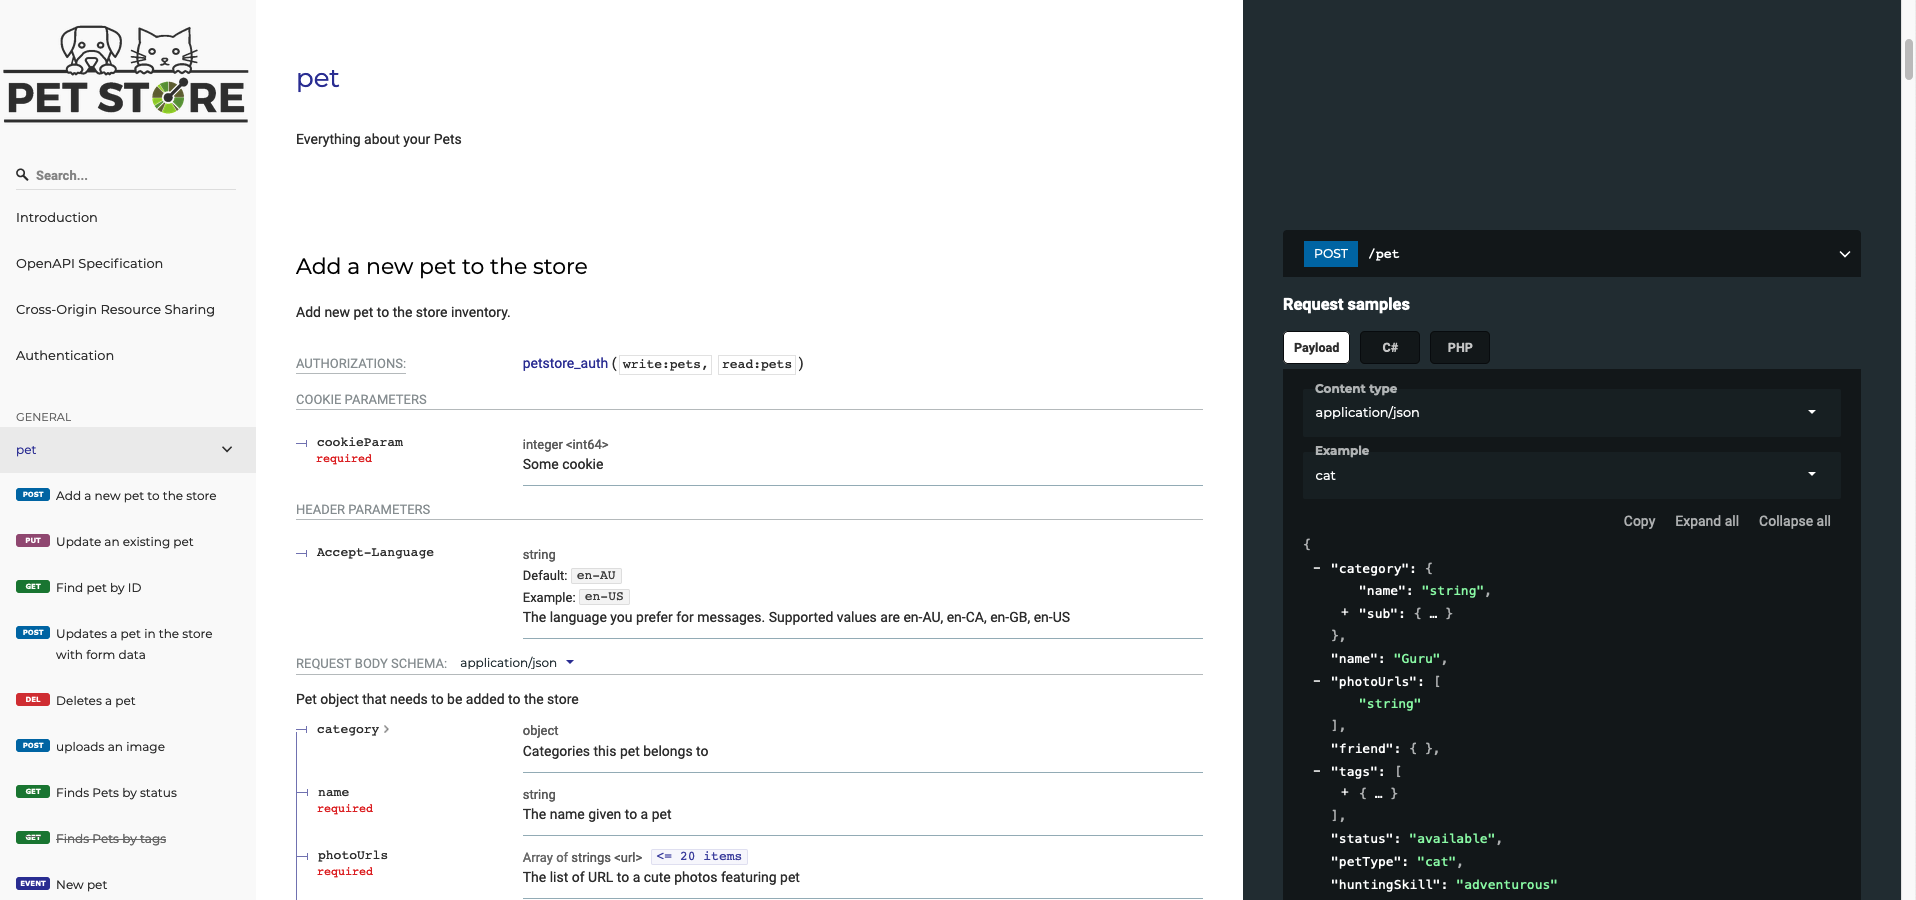 PET STORE
Search...
Introduction
OpenAPI Specification
Cross-Origin Resource Sharing
Authentication
GENERAL
pet
POST Add a new pet to the store
PUT Update an existing pet
GET Find pet by ID
POST Updates a pet in the store
with form data
DEL Deletes a pet
POST uploads an image
GET Finds Pets by status
GET Finds Pets by tags
EVENT New pet
pet
Everything about your Pets
Add a new pet to the store
Add new pet to the store inventory.
AUTHORIZATIONS: petstore_auth (write:pets, read:pets)
COOKIE PARAMETERS
cookieParam integer <int64>
required
Some cookie
HEADER PARAMETERS
Accept-Language string
Default: en-AU
Example: en-US
The language you prefer for messages. Supported values are en-AU, en-CA, en-GB, en-US
REQUEST BODY SCHEMA: application/json
Pet object that needs to be added to the store
category > object
Categories this pet belongs to
name string
required
The name given to a pet
photoUrls Array of strings <url> <= 20 items
required
The list of URL to a cute photos featuring pet
POST /pet
Request samples
Payload C# PHP
Content type
application/json
Example
cat
Copy Expand all Collapse all
{
- "category": {
"name": "string",
+ "sub": { … }
},
"name": "Guru",
- "photoUrls": [
"string"
],
"friend": { },
- "tags": [
+ { … }
],
"status": "available",
"petType": "cat",
"huntingSkill": "adventurous"